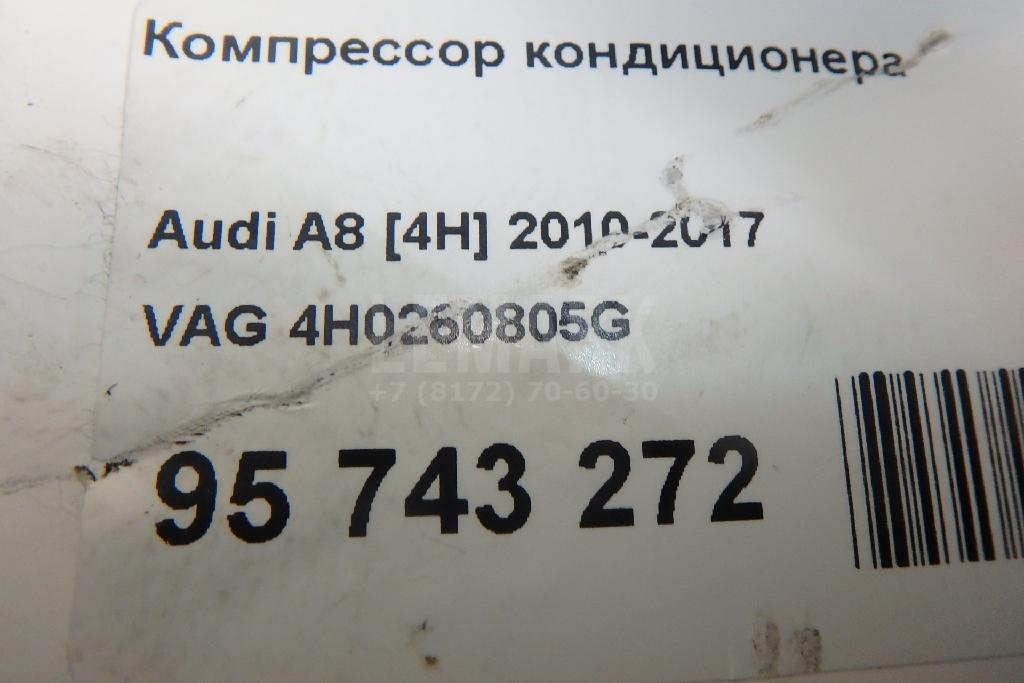 Компрессор кондиционера
Audi A8 [4H] 2010-2017
VAG 4H0260805G
+7 (8172) 70-60-30
95 743 272